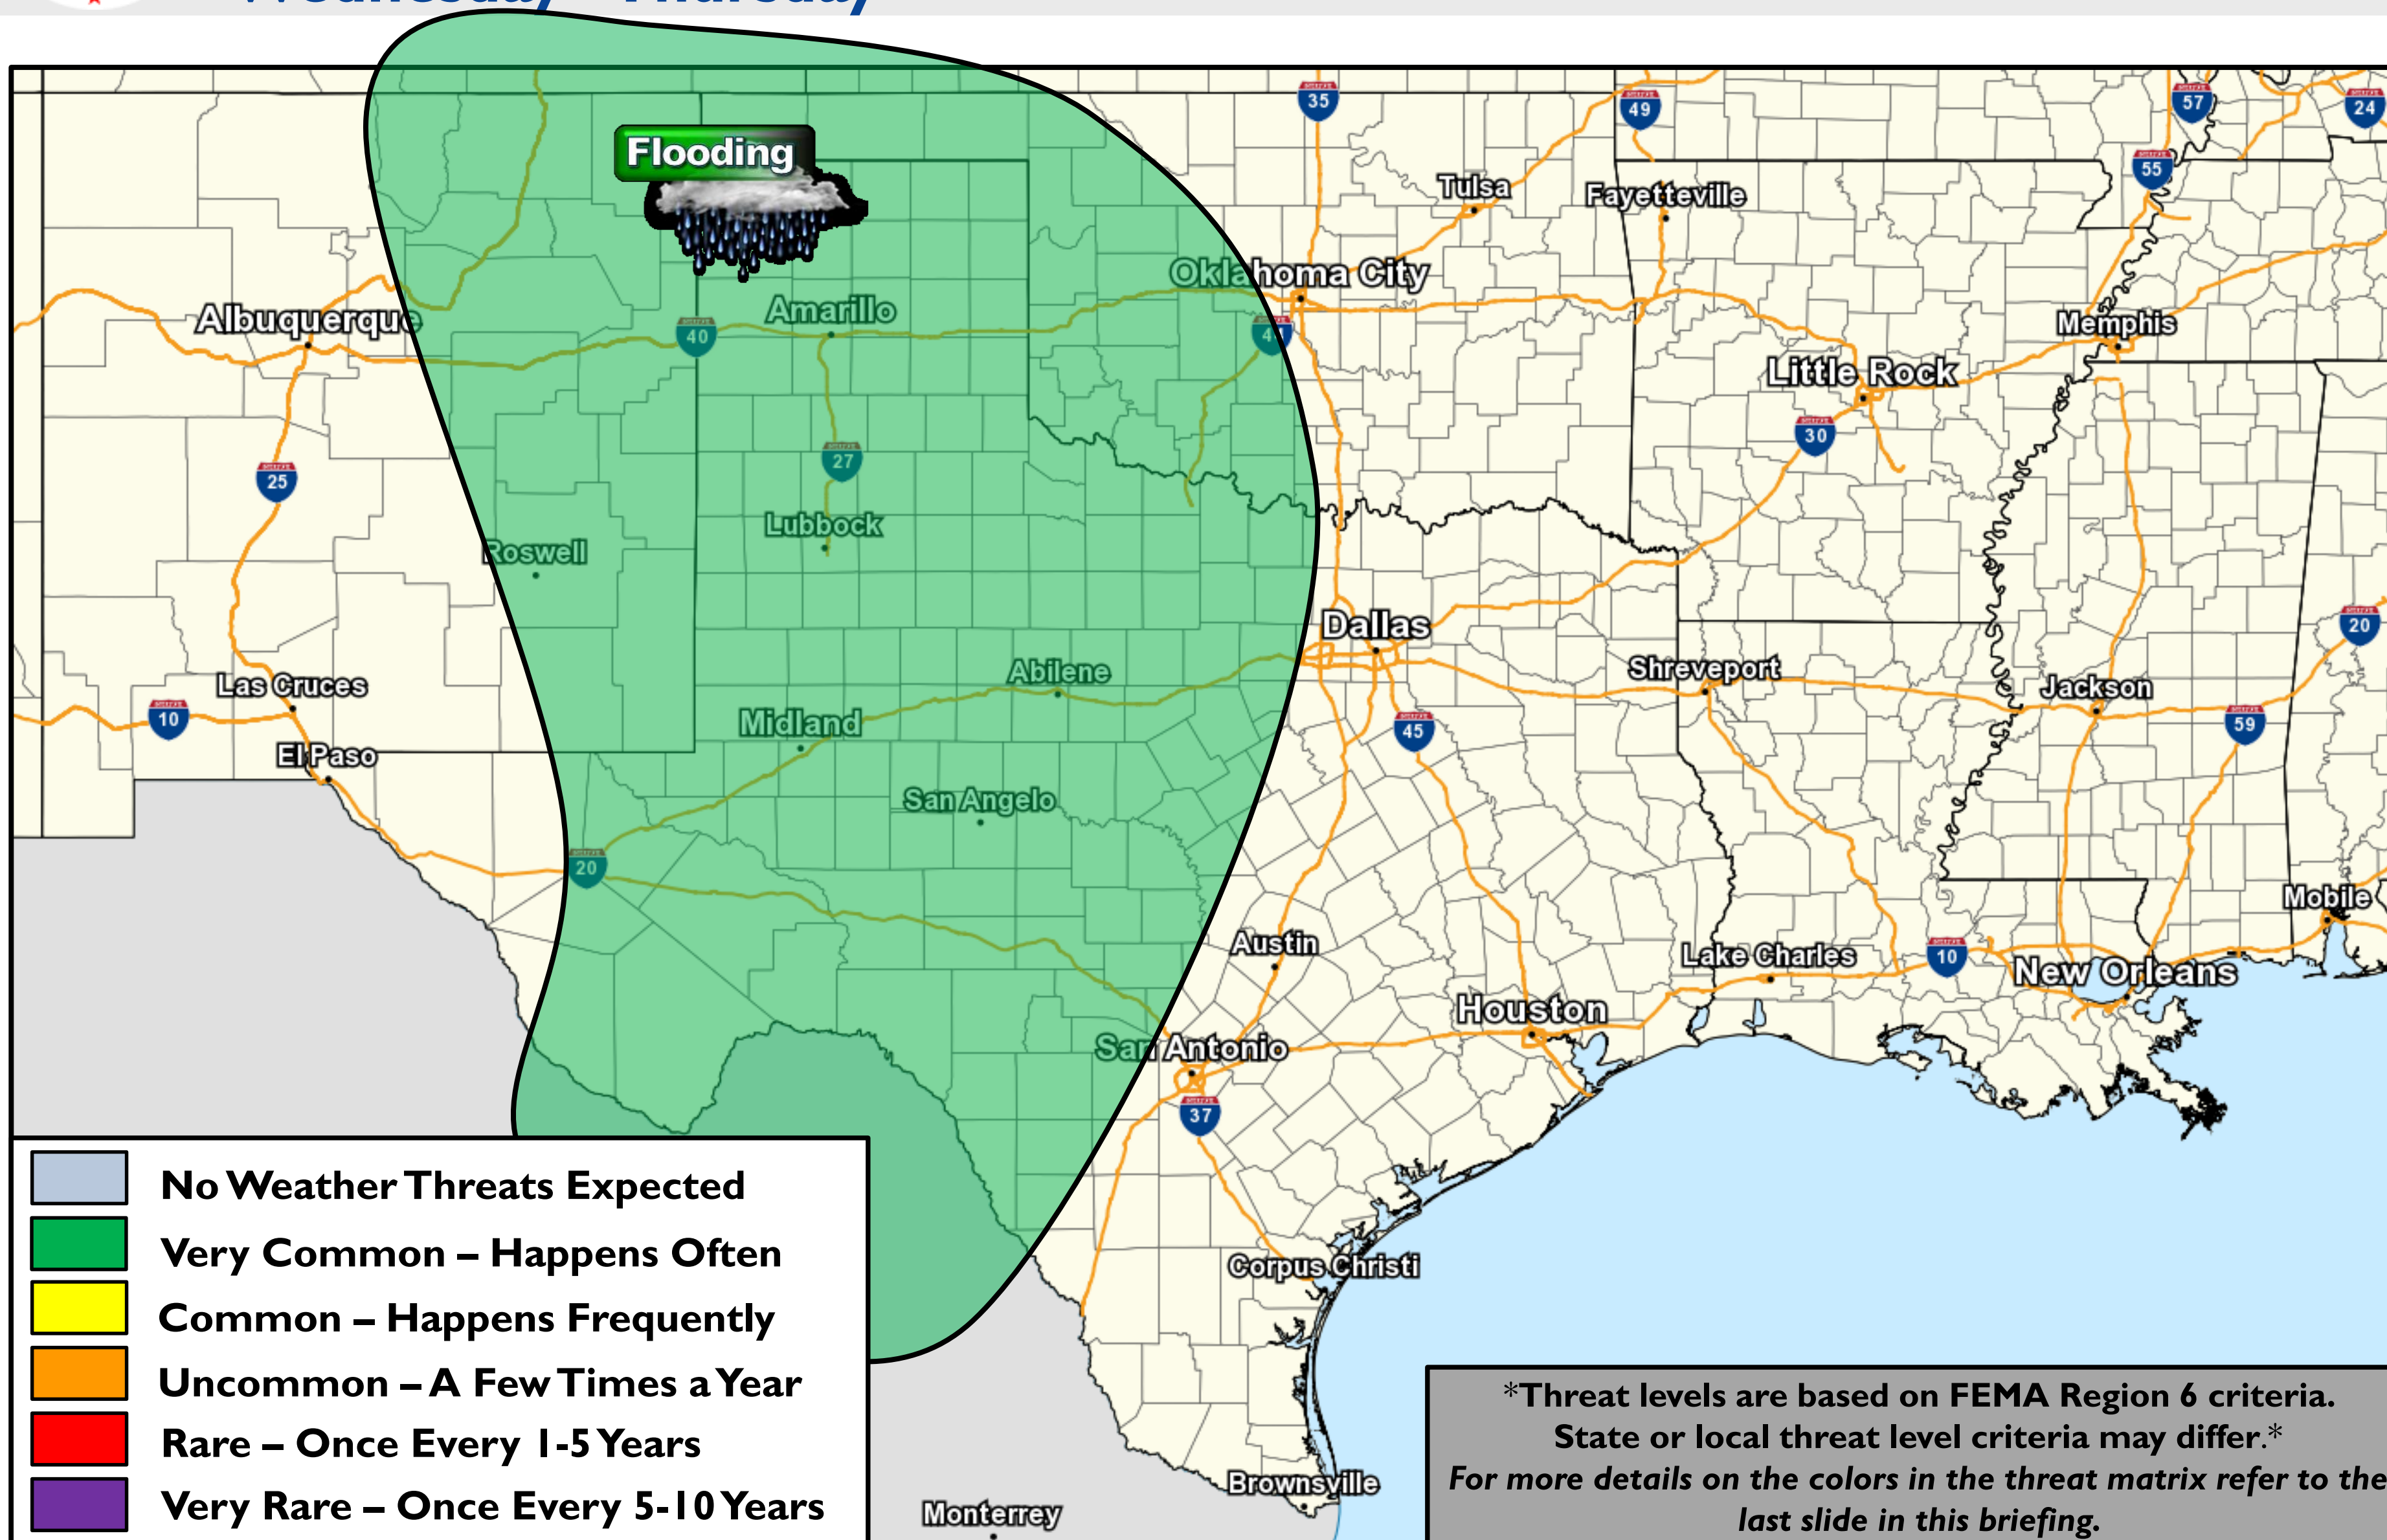 Wednesday - Thursday
35
49
57
24
Flooding
55
Tulsa
Fayetteville
Oklahoma City
Amarillo
Albuquerque
40
44
Memphis
Little Rock
30
27
25
Lubbock
Roswell
Dallas
20
Abilene
Shreveport
Las Cruces
Jackson
10
Midland
45
59
El Paso
San Angelo
20
Mobile
Austin
Lake Charles
10
New Orleans
Houston
San Antonio
37
No Weather Threats Expected
Very Common – Happens Often
Corpus Christi
Common – Happens Frequently
Uncommon – A Few Times a Year
Rare – Once Every 1-5 Years
Very Rare – Once Every 5-10 Years
Brownsville
Monterrey
*Threat levels are based on FEMA Region 6 criteria.
State or local threat level criteria may differ.*
For more details on the colors in the threat matrix refer to the
last slide in this briefing.